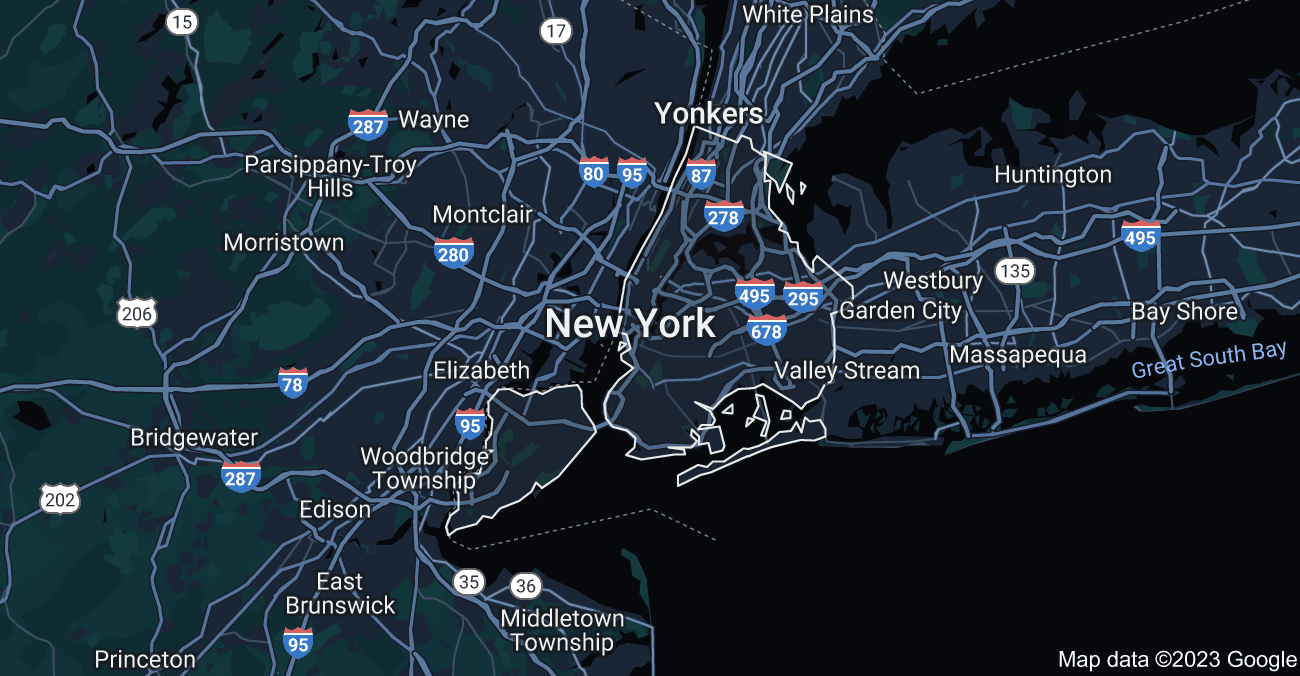 15
17
White Plains
Yonkers
287
Wayne
Parsippany-Troy
Hills
80
95
87
Huntington
Montclair
278
Morristown
280
495
135
Westbury
495
295
206
New York
Garden City
Bay Shore
678
Massapequa
Great South Bay
Elizabeth
Valley Stream
78
95
Bridgewater
287
Woodbridge
Township
202
Edison
East
Brunswick
35
36
Middletown
Township
95
Princeton
Map data ©2023 Google